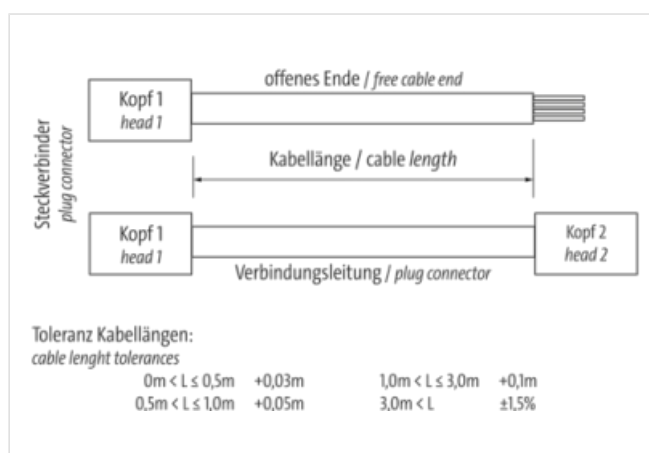 offenes Ende / free cable end
Kopf 1
head 1
Steckverbinder
plug connector
Kabellänge / cable length
Kopf 1
head 1
Kopf 2
head 2
Verbindungsleitung / plug connector
Toleranz Kabellängen:
cable lenght tolerances
0m < L ≤ 0,5m +0,03m 1,0m < L ≤ 3,0m +0,1m
0,5m < L ≤ 1,0m +0,05m 3,0m < L ±1,5%